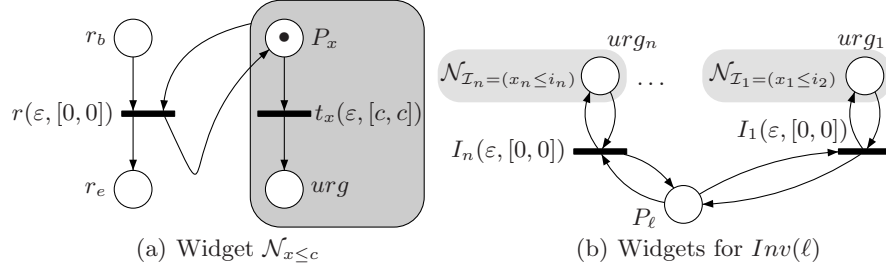 r_b
P_x
r(ε, [0, 0])
t_x(ε, [c, c])
r_e
urg
(a) Widget 𝒩_{x≤c}
urg_n
urg_1
𝒩_{ℐ_n=(x_n≤i_n)}
...
𝒩_{ℐ_1=(x_1≤i_2)}
I_n(ε, [0, 0])
I_1(ε, [0, 0])
P_ℓ
(b) Widgets for Inv(ℓ)